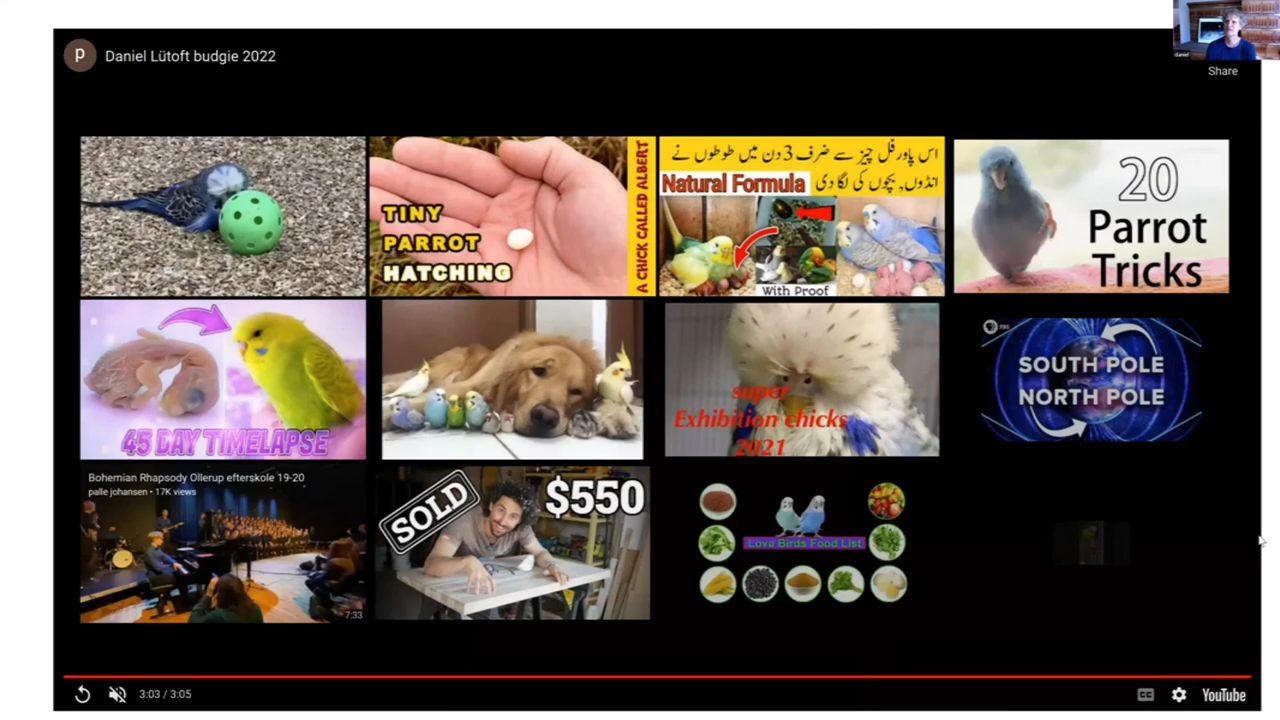 p
Daniel Lütoft budgie 2022
daniel
Share
TINY
PARROT
HATCHING
A CHICK CALLED ALBERT
اس پاورفل چیز سے صرف 3 دن میں طوطوں نے
انڈوں, بچوں کی لگا دی
Natural Formula
With Proof
20
Parrot
Tricks
45 DAY TIMELAPSE
super
Exhibition chicks
2021
PBS
SOUTH POLE
NORTH POLE
Bohemian Rhapsody Ollerup efterskole 19-20
palle johansen • 17K views
7:33
SOLD
$550
Love Birds Food List
3:03 / 3:05
CC
YouTube